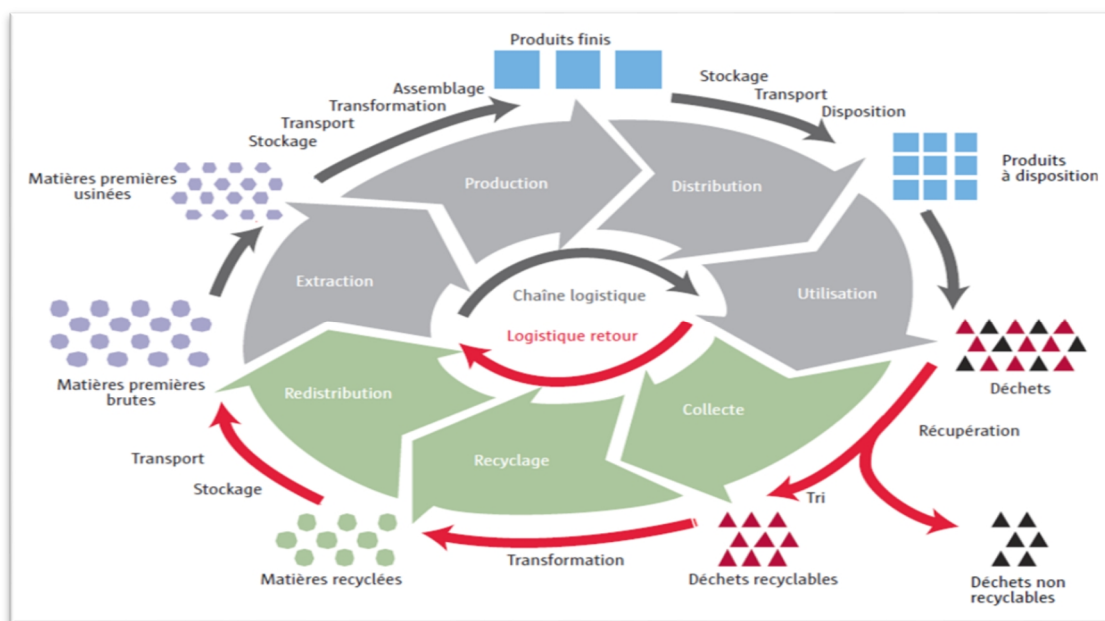 Produits finis
Assemblage
Transformation
Transport
Stockage
Stockage
Transport
Disposition
Matières premières
usinées
Produits
à disposition
Production
Distribution
Extraction
Utilisation
Chaîne logistique
Logistique retour
Matières premières
brutes
Redistribution
Collecte
Déchets
Récupération
Recyclage
Transport
Stockage
Tri
Transformation
Matières recyclées
Déchets recyclables
Déchets non
recyclables